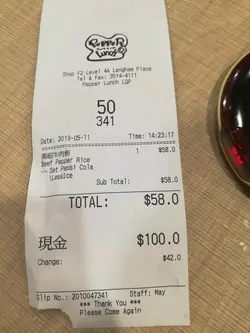 PEPPER
LUNCH
Shop F2 Level 4A Langham Place
Tel & Fax: 3514-4111
Pepper Lunch LGP
50
341
Date: 2019-05-11 Time: 14:23:17
Beef Pepper Rice 1 $58.0
-- Set Pepsi Cola
\LessIce
Sub Total: $58.0
TOTAL: $58.0
現金 $100.0
Change: $42.0
Slip No.: 2010047341 Staff: May
*** Thank You ***
Please Come Again